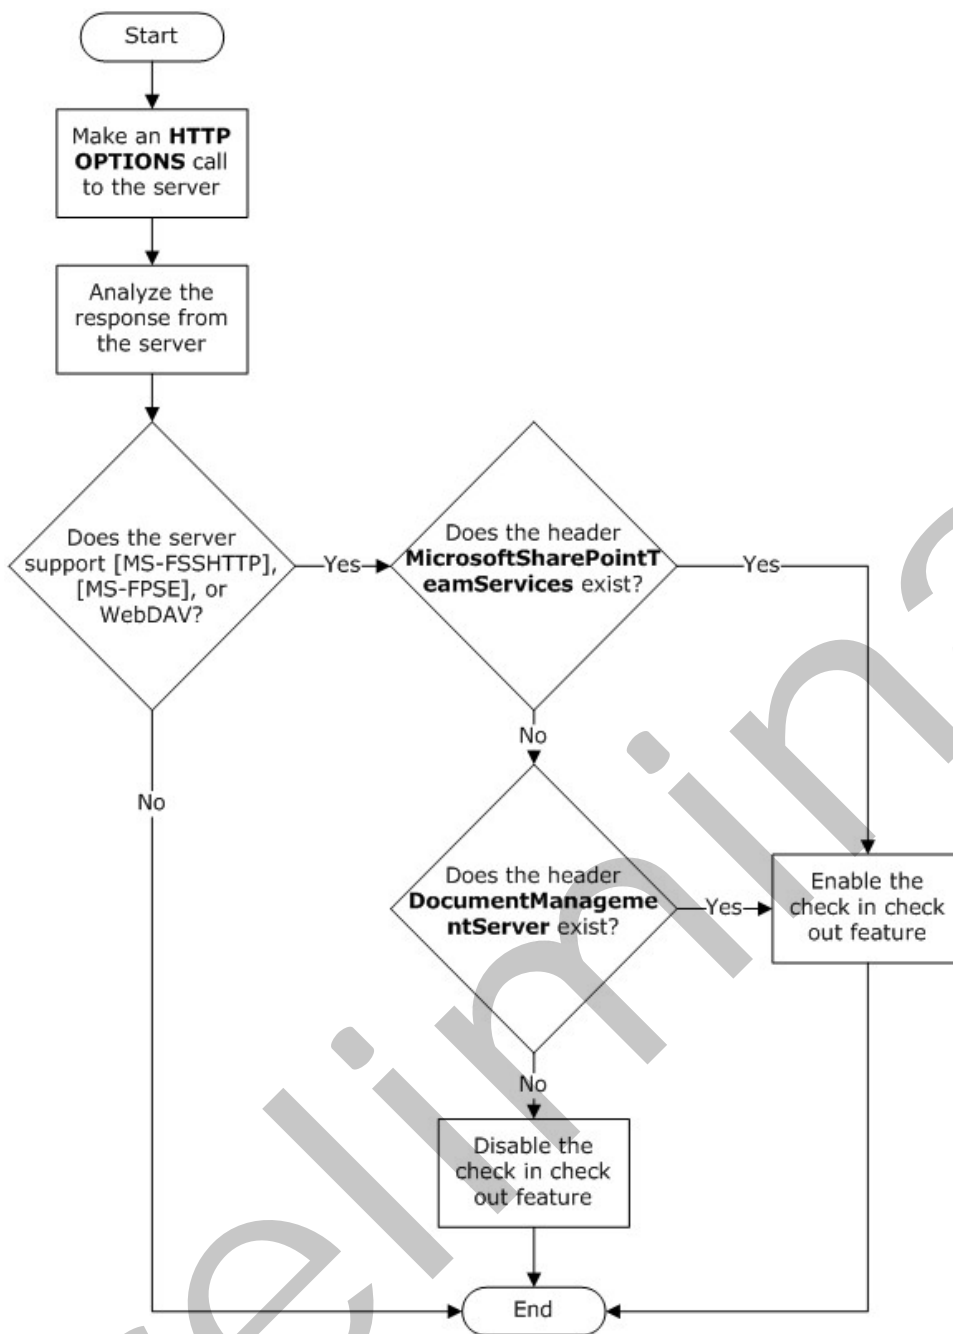 Start
Make an HTTP
OPTIONS call
to the server
Analyze the
response from
the server
Does the server
support [MS-FSSHTTP],
[MS-FPSE], or
WebDAV?
Yes
Does the header
MicrosoftSharePointT
eamServices exist?
Yes
No
No
Does the header
DocumentManageme
ntServer exist?
Yes
Enable the
check in check
out feature
No
Disable the
check in check
out feature
End